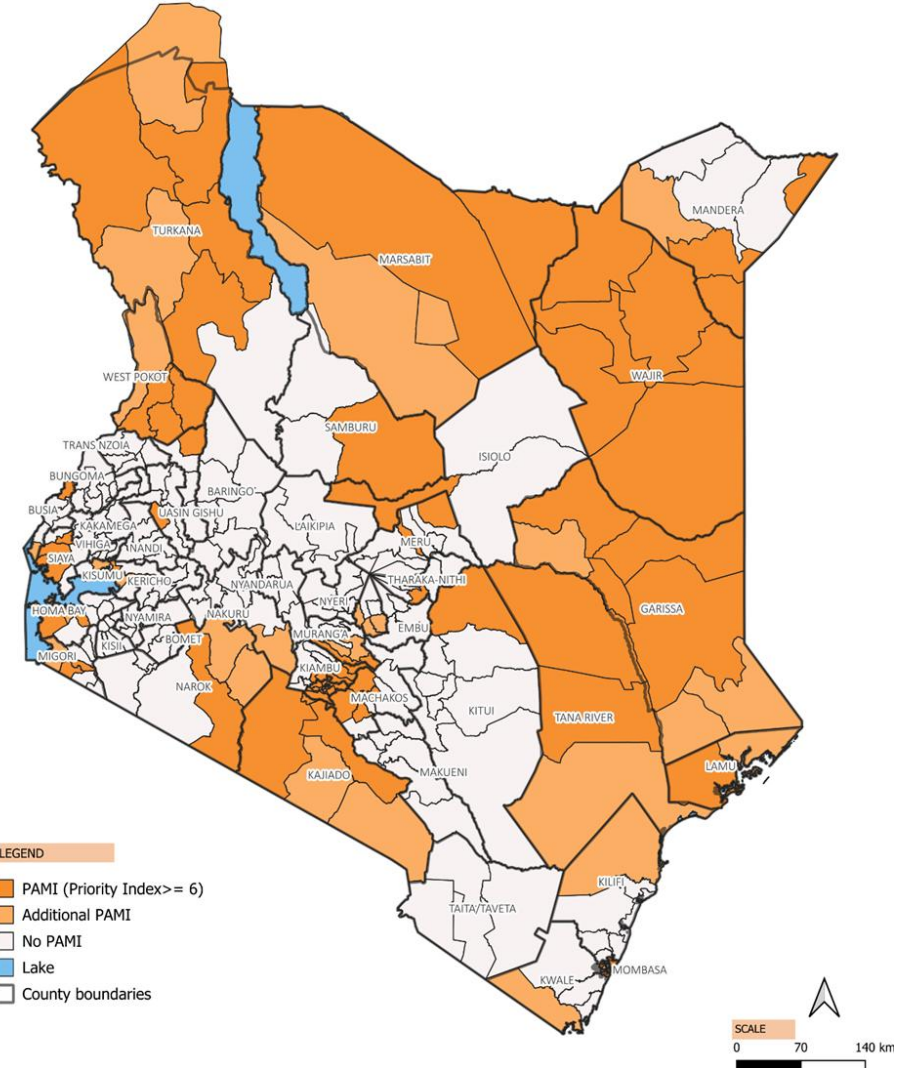 MANDERA
TURKANA
MARSABIT
WEST POKOT
WAJIR
SAMBURU
TRANS NZOIA
ISIOLO
BUNGOMA
BARINGO
BUSIA
UASIN GISHU
KAKAMEGA
LAIKIPIA
MERU
VIHIGA
NANDI
SIAYA
KISUMU
KERICHO
NYANDARUA
THARAKA-NITHI
HOMA BAY
NYERI
GARISSA
NYAMIRA
NAKURU
EMBU
MURANG'A
KISII
BOMET
MIGORI
KIAMBU
NAROK
MACHAKOS
KITUI
TANA RIVER
LAMU
KAJIADO
MAKUENI
KILIFI
TAITA/TAVETA
MOMBASA
KWALE
LEGEND
PAMI (Priority Index>= 6)
Additional PAMI
No PAMI
Lake
County boundaries
SCALE
0 70 140 km